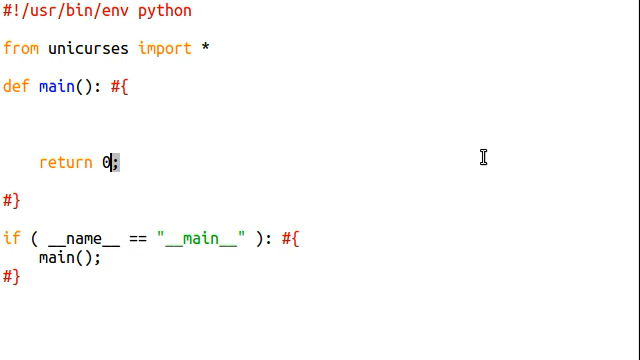 #!/usr/bin/env python
from unicurses import *
def main(): #{
return 0;
#}
if ( __name__ == "__main__" ): #{
main();
#}